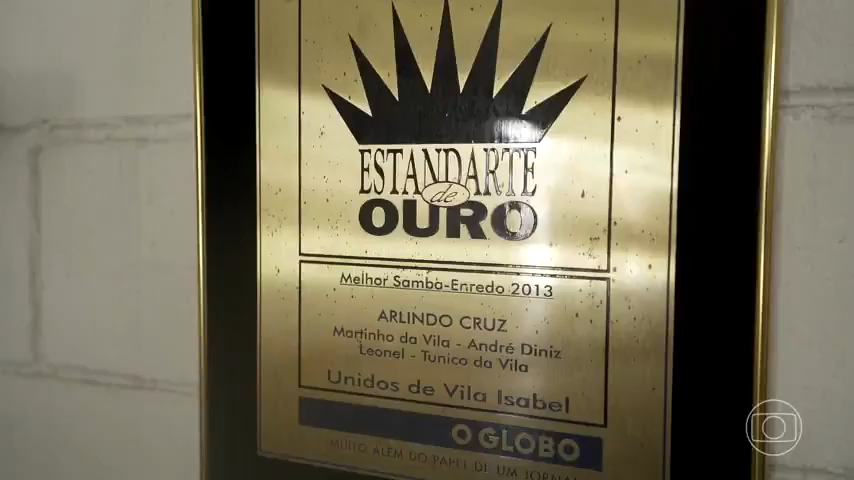 ESTANDARTE
de
OURO
Melhor Samba-Enredo 2013
ARLINDO CRUZ
Martinho da Vila - André Diniz
Leonel - Tunico da Vila
Unidos de Vila Isabel
O GLOBO
MUITO ALÉM DO PAPEL DE UM JORNAL